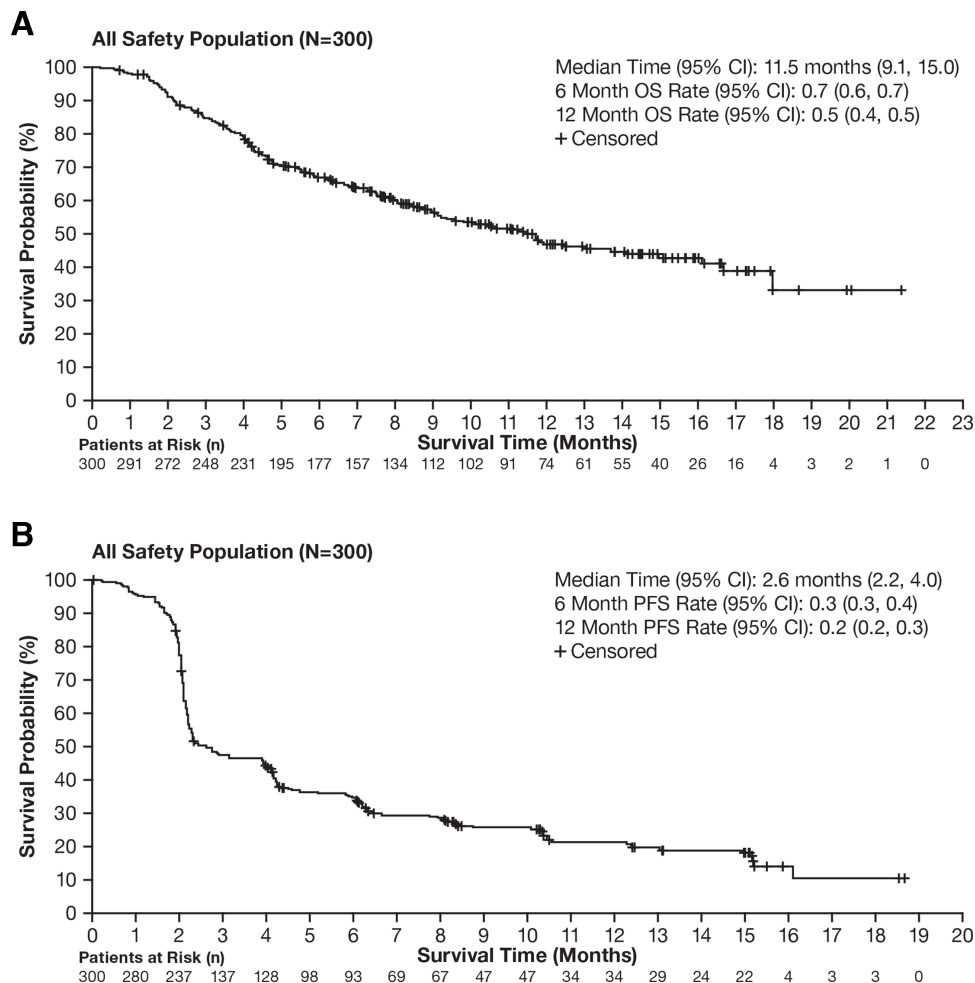 A
All Safety Population (N=300)
Median Time (95% CI): 11.5 months (9.1, 15.0)
6 Month OS Rate (95% CI): 0.7 (0.6, 0.7)
12 Month OS Rate (95% CI): 0.5 (0.4, 0.5)
+ Censored
Survival Probability (%)
100
90
80
70
60
50
40
30
20
10
0
0 1 2 3 4 5 6 7 8 9 10 11 12 13 14 15 16 17 18 19 20 21 22 23
Patients at Risk (n)
Survival Time (Months)
300 291 272 248 231 195 177 157 134 112 102 91 74 61 55 40 26 16 4 3 2 1 0
B
All Safety Population (N=300)
Median Time (95% CI): 2.6 months (2.2, 4.0)
6 Month PFS Rate (95% CI): 0.3 (0.3, 0.4)
12 Month PFS Rate (95% CI): 0.2 (0.2, 0.3)
+ Censored
Survival Probability (%)
100
90
80
70
60
50
40
30
20
10
0
0 1 2 3 4 5 6 7 8 9 10 11 12 13 14 15 16 17 18 19 20
Patients at Risk (n)
Survival Time (Months)
300 280 237 137 128 98 93 69 67 47 47 34 34 29 24 22 4 3 3 0